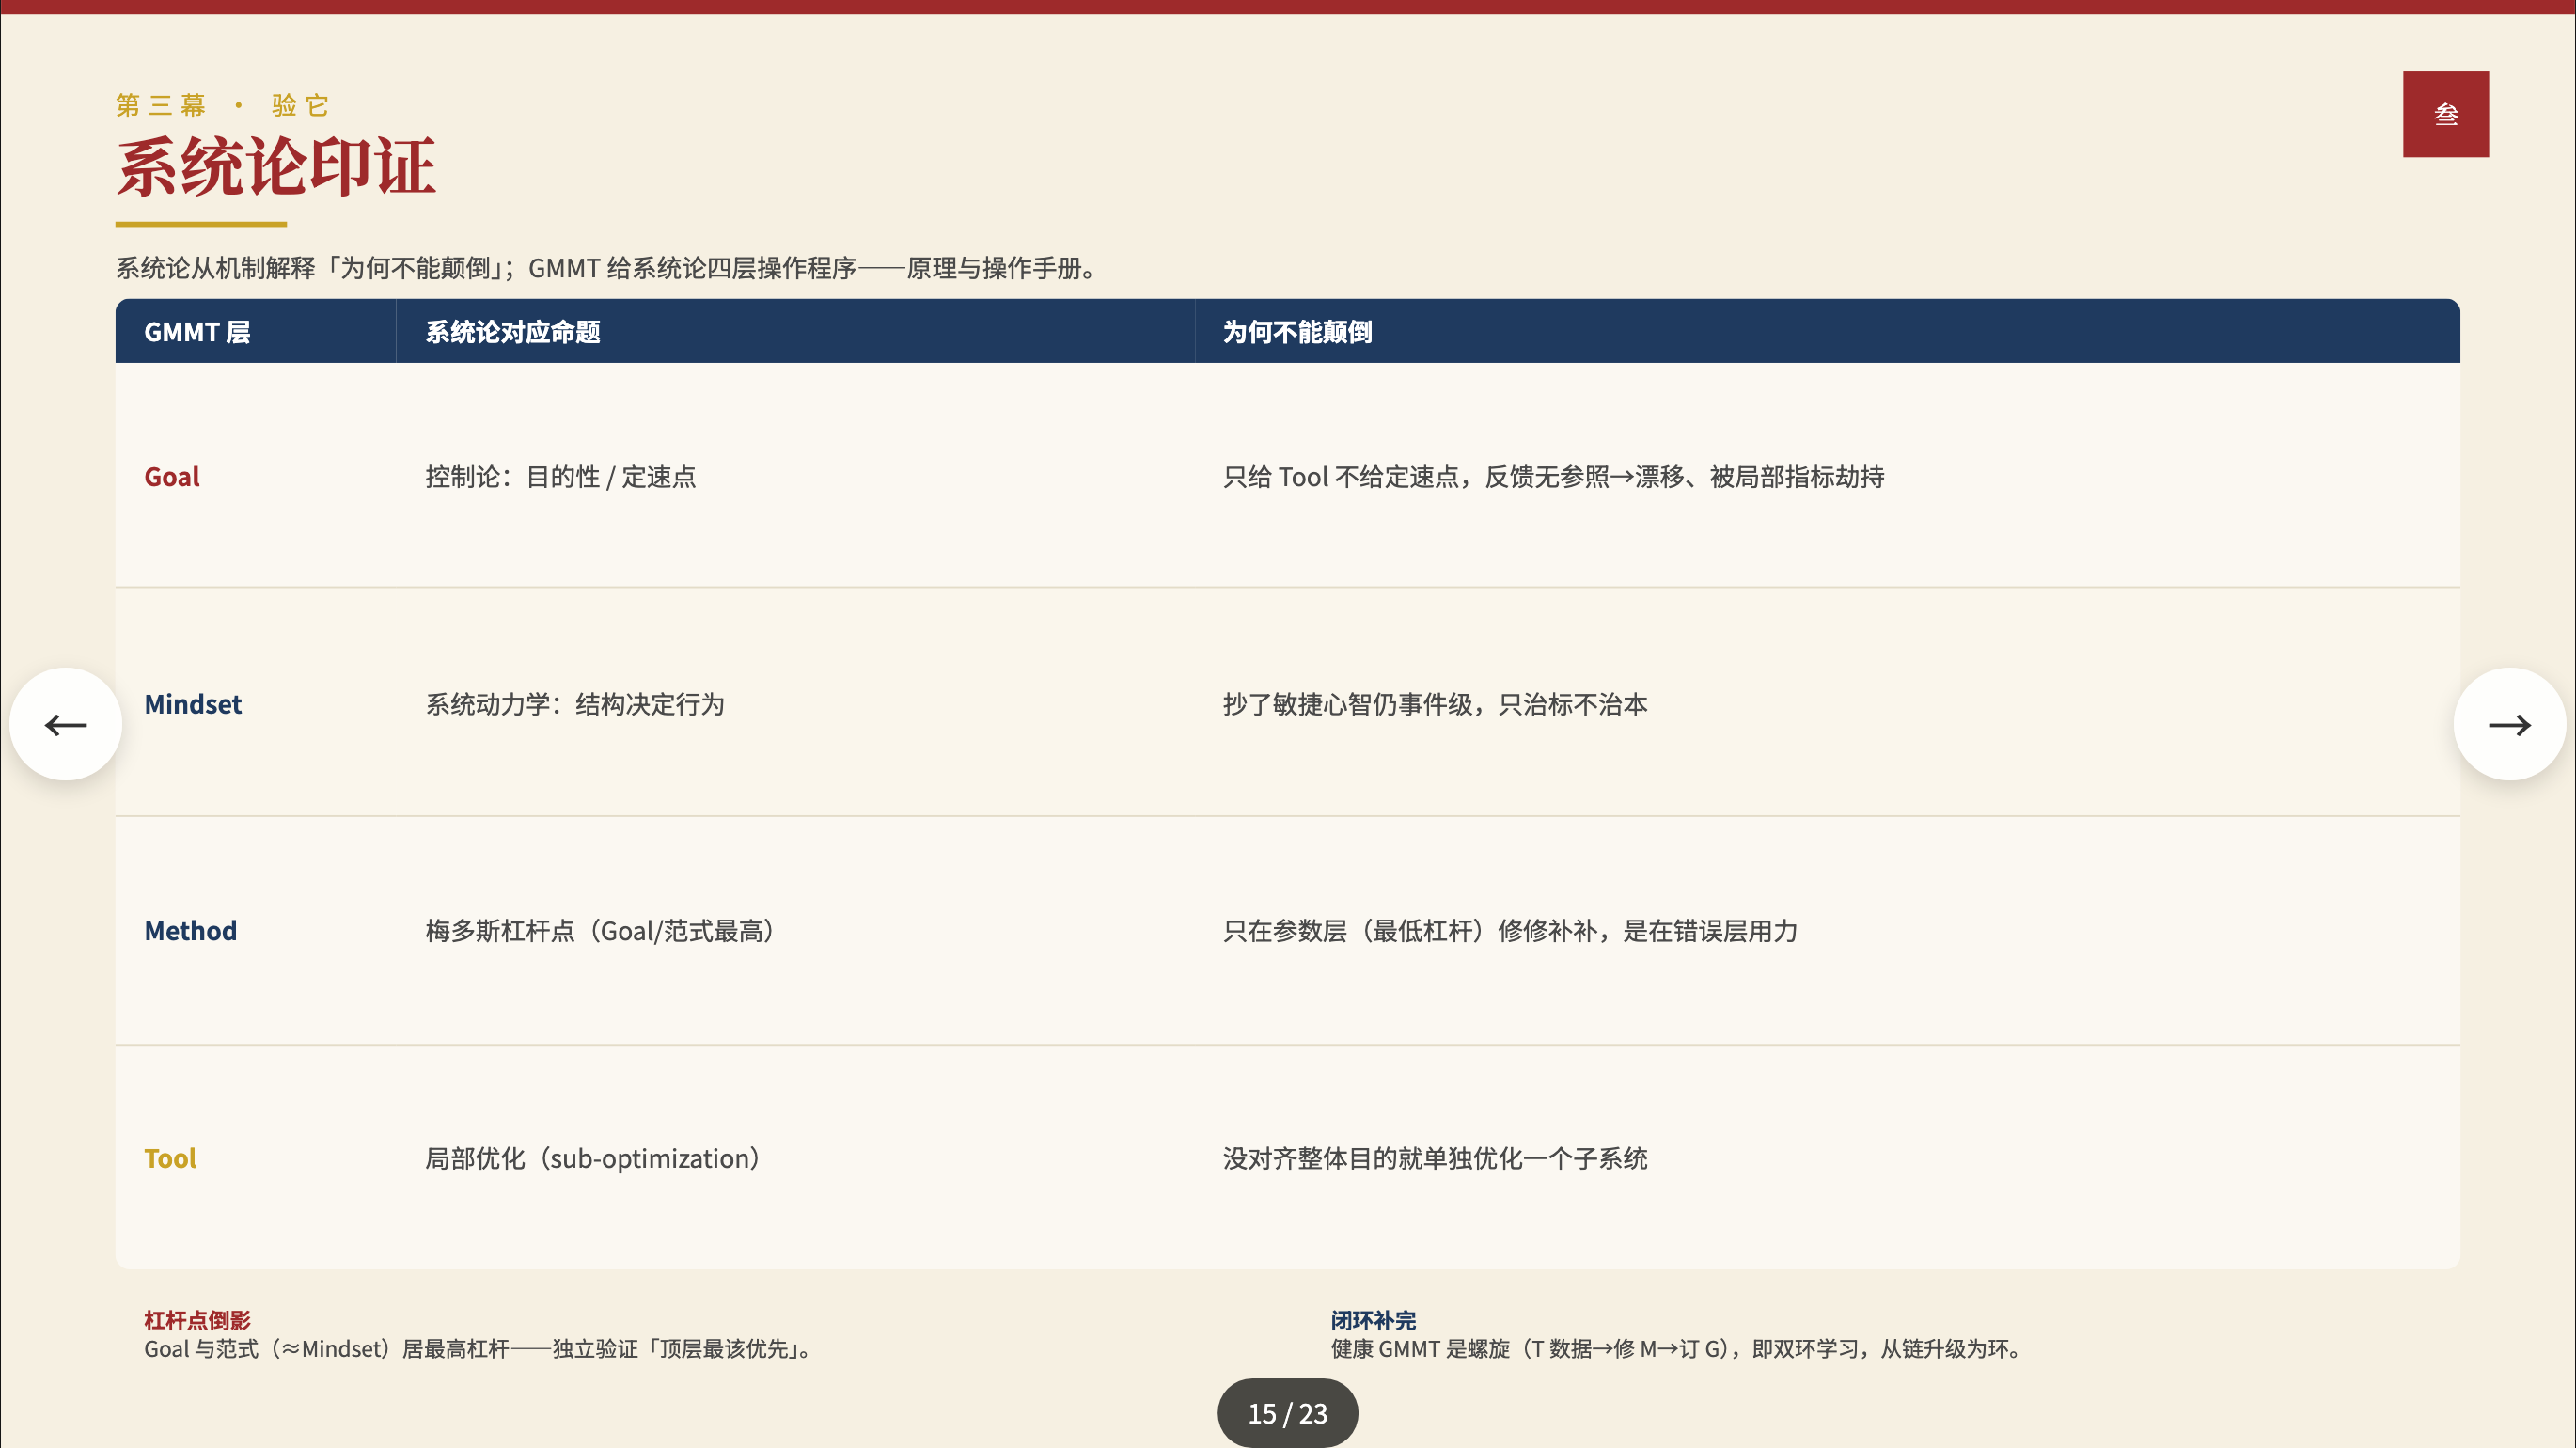 第三幕 · 验它
叁
系统论印证
系统论从机制解释「为何不能颠倒」；GMMT 给系统论四层操作程序——原理与操作手册。
GMMT 层 系统论对应命题 为何不能颠倒
Goal 控制论：目的性 / 定速点 只给 Tool 不给定速点，反馈无参照→漂移、被局部指标劫持
Mindset 系统动力学：结构决定行为 抄了敏捷心智仍事件级，只治标不治本
Method 梅多斯杠杆点（Goal/范式最高） 只在参数层（最低杠杆）修修补补，是在错误层用力
Tool 局部优化（sub-optimization） 没对齐整体目的就单独优化一个子系统
杠杆点倒影
Goal 与范式（≈Mindset）居最高杠杆——独立验证「顶层最该优先」。
闭环补完
健康 GMMT 是螺旋（T 数据→修 M→订 G），即双环学习，从链升级为环。
← →
15 / 23